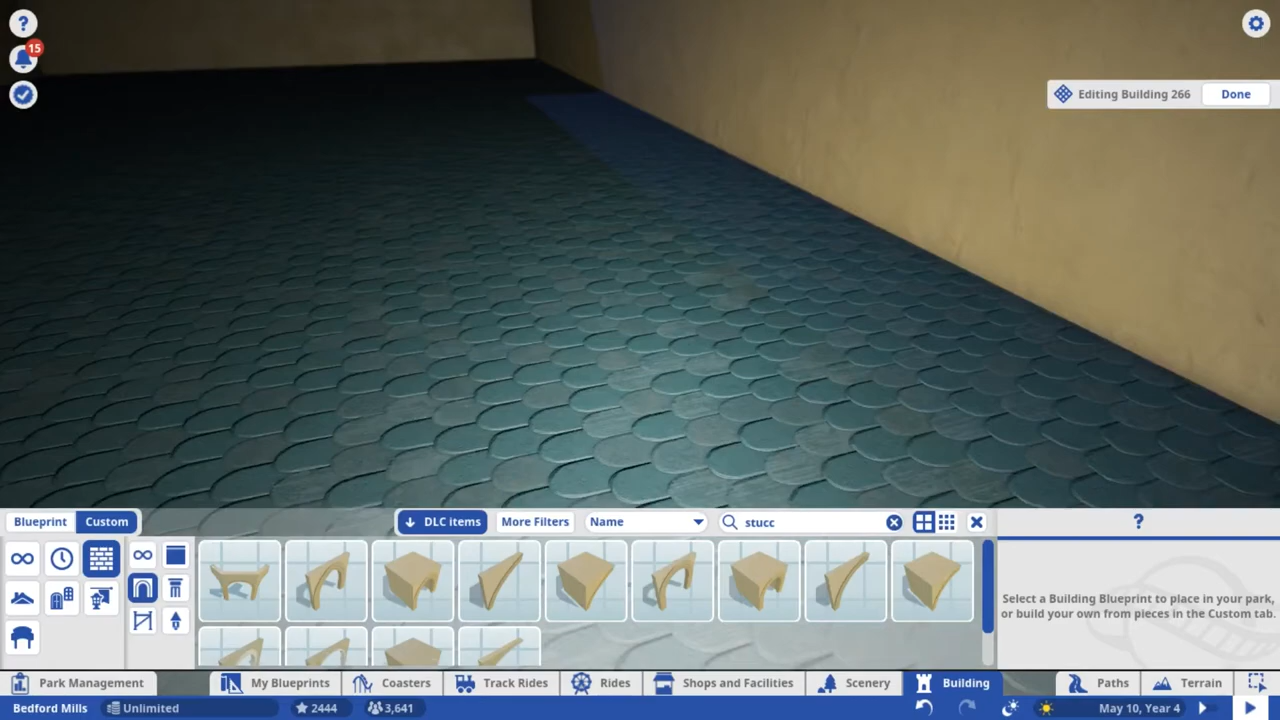 ?
15
Editing Building 266 Done
Blueprint Custom DLC items More Filters Name stucc ?
Select a Building Blueprint to place in your park,
or build your own from pieces in the Custom tab.
Park Management My Blueprints Coasters Track Rides Rides Shops and Facilities Scenery Building Paths Terrain
Bedford Mills Unlimited 2444 3,641 May 10, Year 4